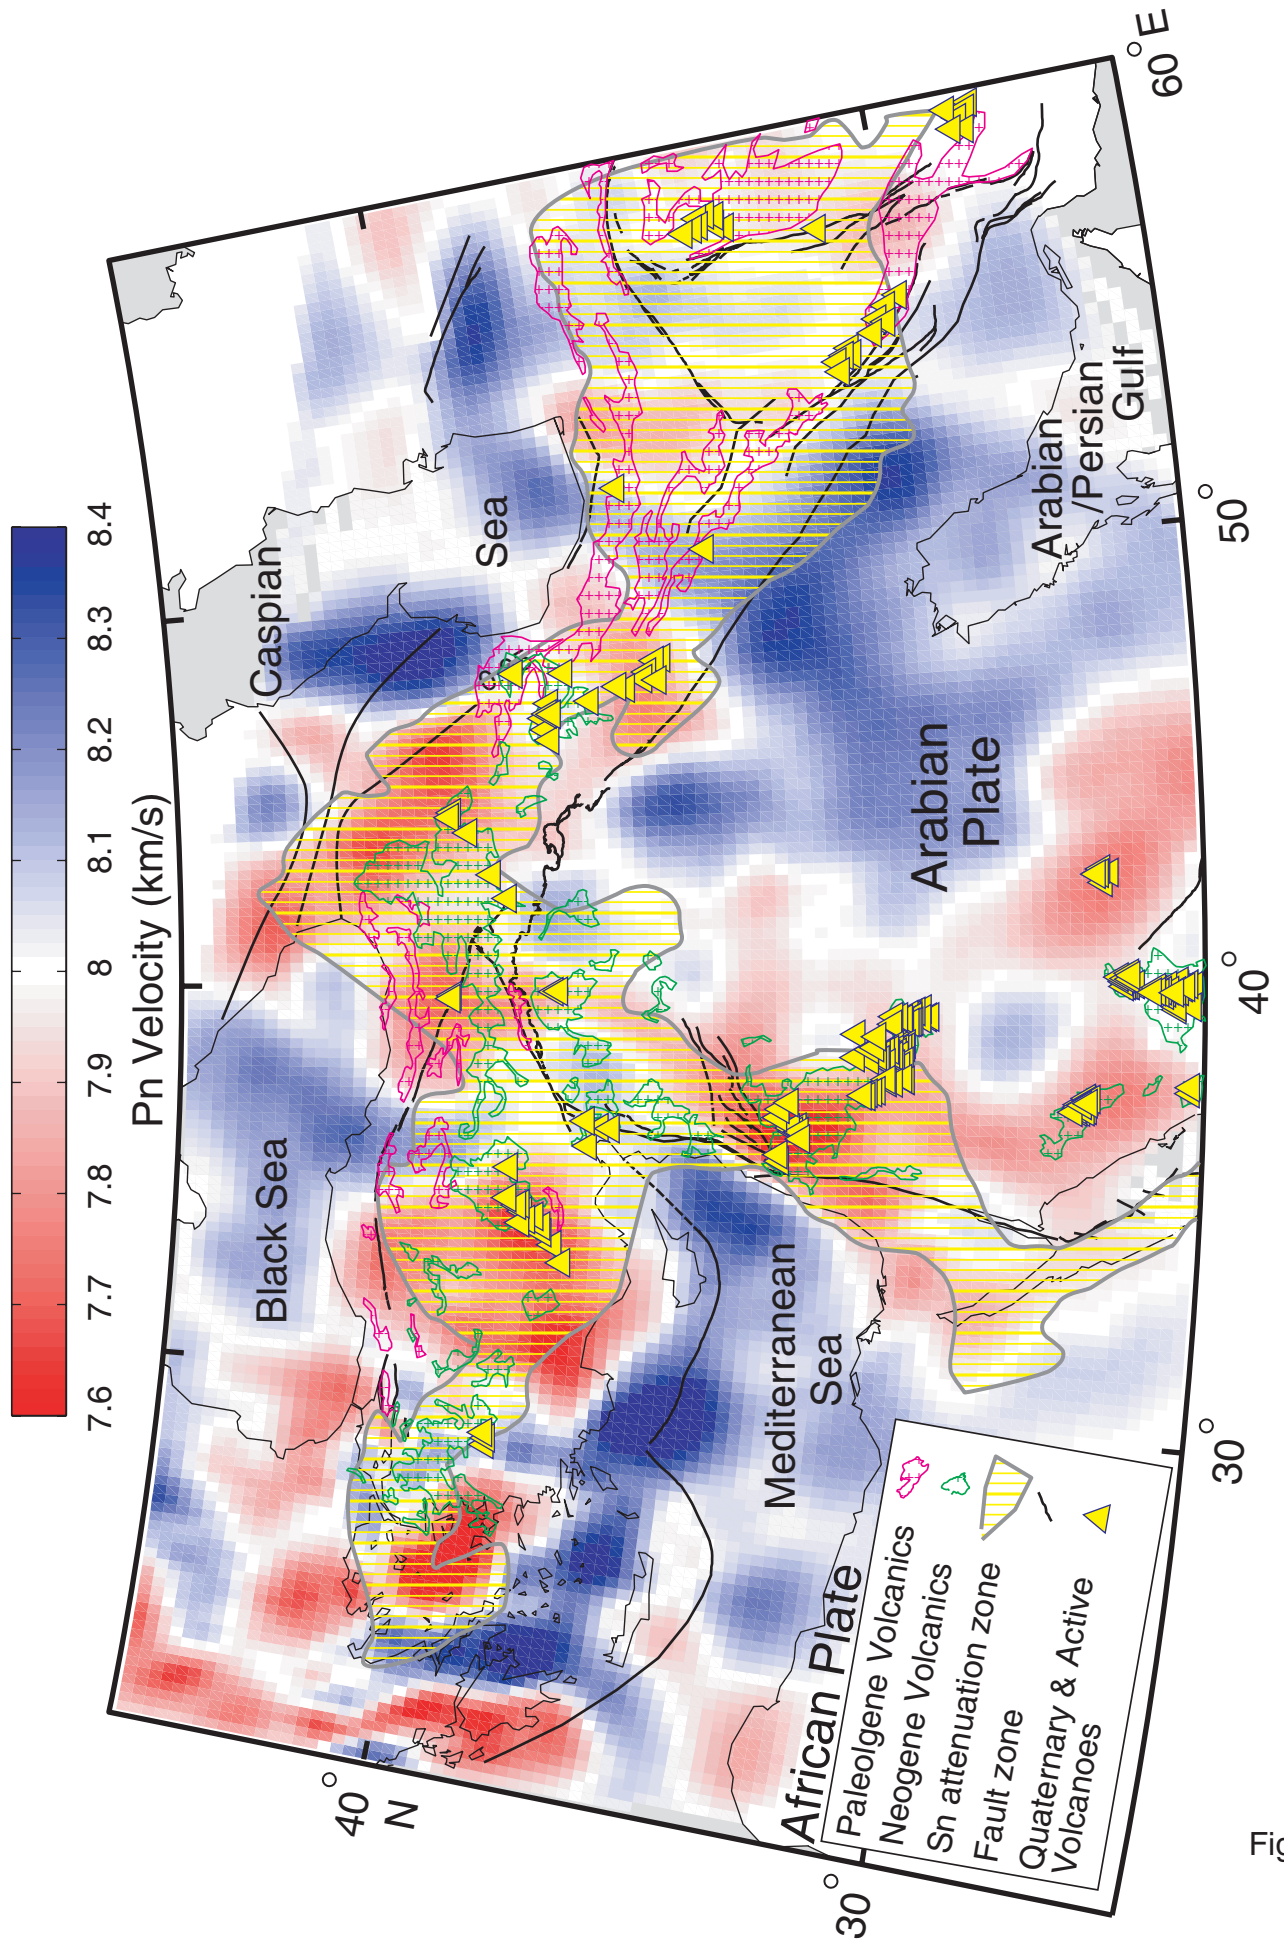 Pn Velocity (km/s)
7.6
7.7
7.8
7.9
8
8.1
8.2
8.3
8.4
Black Sea
Caspian
Sea
Mediterranean
Sea
Arabian
Plate
Arabian
/Persian
Gulf
African Plate
Paleolgene Volcanics
Neogene Volcanics
Sn attenuation zone
Fault zone
Quaternary & Active
Volcanoes
40°
N
30°
30°
40°
50°
60°E
Fig